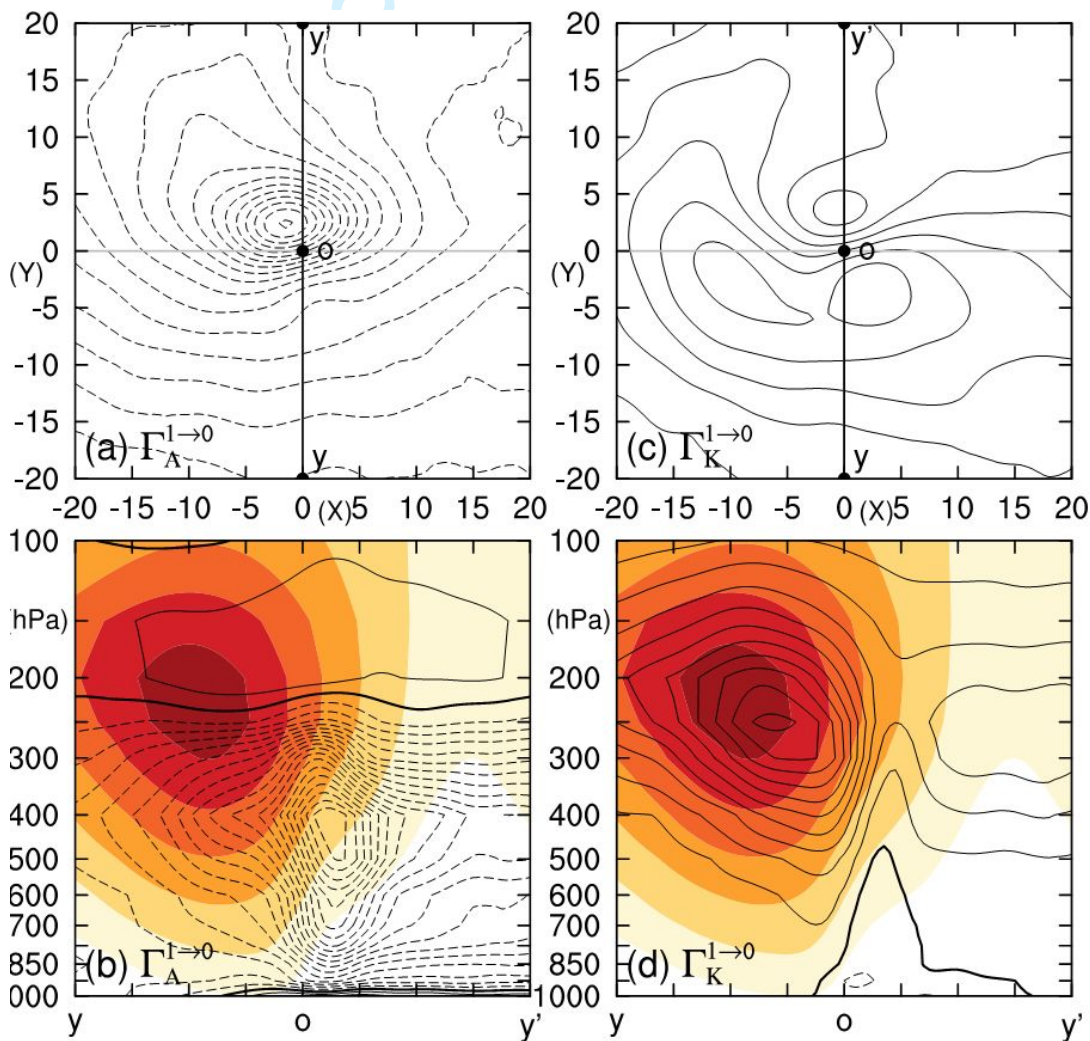 20 y' 20 y'
15 15
10 10
5 5
0 o 0 o
(Y) (Y)
-5 -5
-10 -10
-15 -15
(a) Γ_A^{1→0} y (c) Γ_K^{1→0} y
-20 -20
-20 -15 -10 -5 0 (X) 5 10 15 20 -20 -15 -10 -5 0 (X) 5 10 15 20
100 100
(hPa) (hPa)
200 200
300 300
400 400
500 500
600 600
700 700
850 850
(b) Γ_A^{1→0} (d) Γ_K^{1→0}
1000 1000
y o y' y o y'